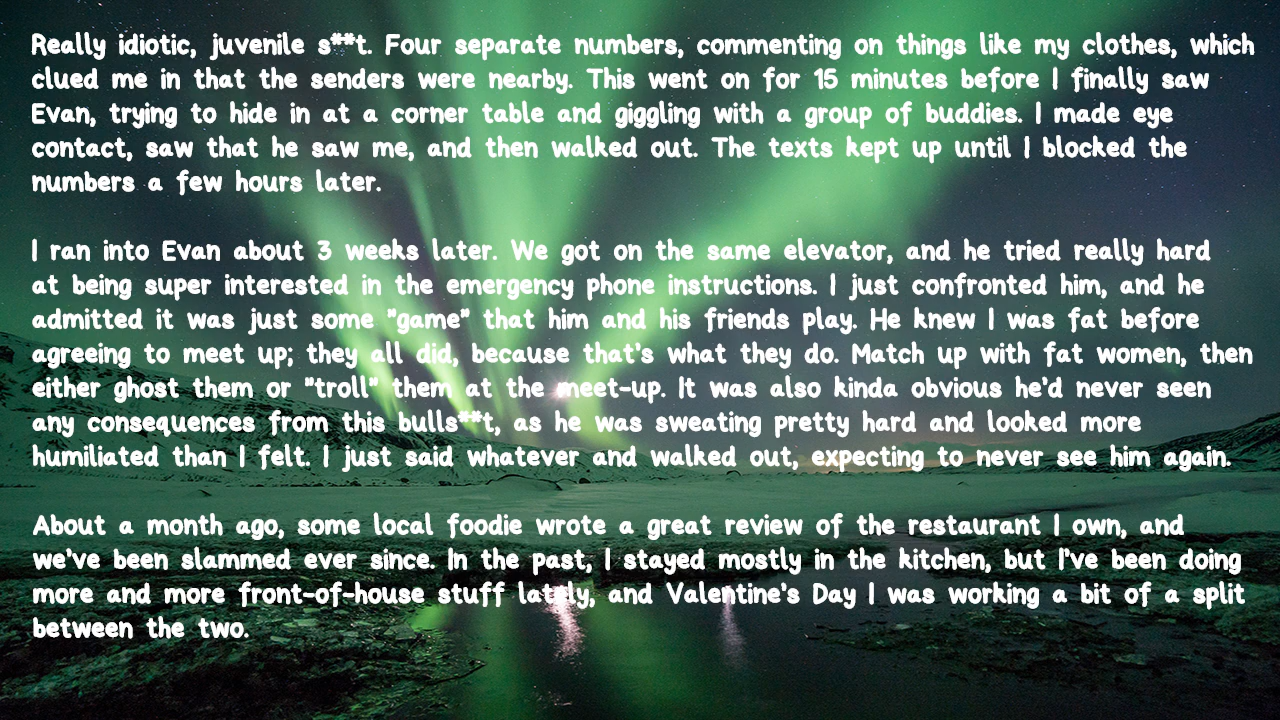 Really idiotic, juvenile s**t. Four separate numbers, commenting on things like my clothes, which
clued me in that the senders were nearby. This went on for 15 minutes before I finally saw
Evan, trying to hide in at a corner table and giggling with a group of buddies. I made eye
contact, saw that he saw me, and then walked out. The texts kept up until I blocked the
numbers a few hours later.
I ran into Evan about 3 weeks later. We got on the same elevator, and he tried really hard
at being super interested in the emergency phone instructions. I just confronted him, and he
admitted it was just some "game" that him and his friends play. He knew I was fat before
agreeing to meet up; they all did, because that's what they do. Match up with fat women, then
either ghost them or "troll" them at the meet-up. It was also kinda obvious he'd never seen
any consequences from this bulls**t, as he was sweating pretty hard and looked more
humiliated than I felt. I just said whatever and walked out, expecting to never see him again.
About a month ago, some local foodie wrote a great review of the restaurant I own, and
we've been slammed ever since. In the past, I stayed mostly in the kitchen, but I've been doing
more and more front-of-house stuff lately, and Valentine's Day I was working a bit of a split
between the two.